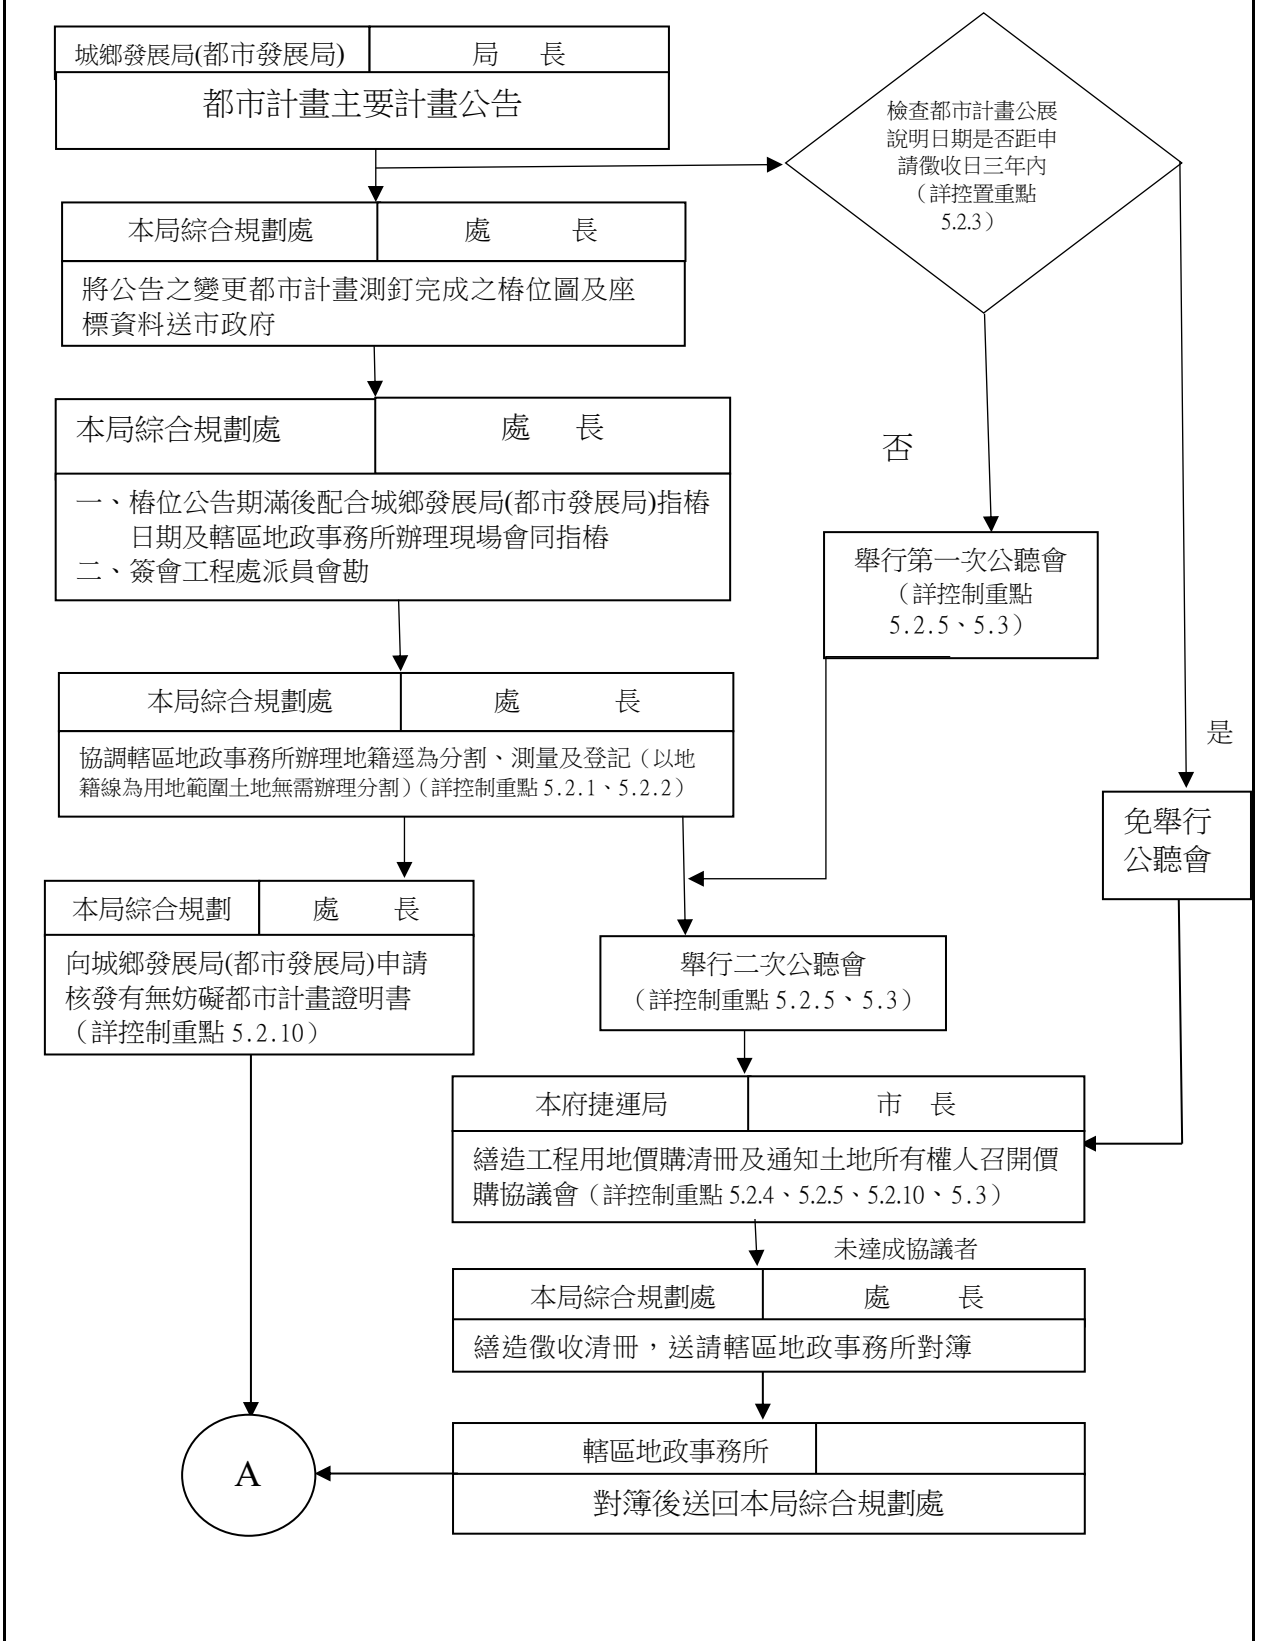 城鄉發展局(都市發展局)
局 長
都市計畫主要計畫公告
檢查都市計畫公展
說明日期是否距申
請徵收日三年內
（詳控置重點
5.2.3）
本局綜合規劃處
處 長
將公告之變更都市計畫測釘完成之樁位圖及座
標資料送市政府
本局綜合規劃處
處 長
一、樁位公告期滿後配合城鄉發展局(都市發展局)指樁
日期及轄區地政事務所辦理現場會同指樁
二、簽會工程處派員會勘
否
舉行第一次公聽會
（詳控制重點
5.2.5、5.3）
是
本局綜合規劃處
處 長
協調轄區地政事務所辦理地籍逕為分割、測量及登記（以地
籍線為用地範圍土地無需辦理分割）（詳控制重點 5.2.1、5.2.2）
免舉行
公聽會
本局綜合規劃
處 長
向城鄉發展局(都市發展局)申請
核發有無妨礙都市計畫證明書
（詳控制重點 5.2.10）
舉行二次公聽會
（詳控制重點 5.2.5、5.3）
本府捷運局
市 長
繕造工程用地價購清冊及通知土地所有權人召開價
購協議會（詳控制重點 5.2.4、5.2.5、5.2.10、5.3）
未達成協議者
本局綜合規劃處
處 長
繕造徵收清冊，送請轄區地政事務所對簿
轄區地政事務所
對簿後送回本局綜合規劃處
A